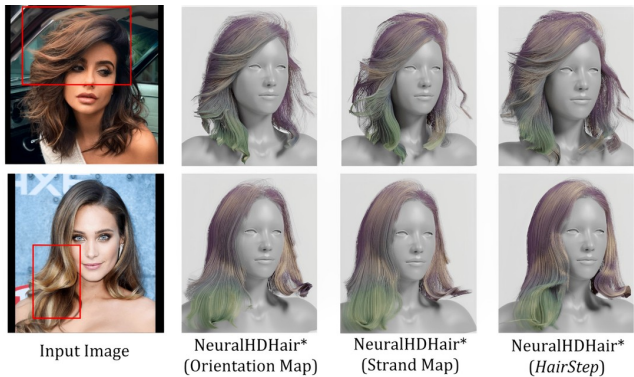 Input Image
NeuralHDHair*
(Orientation Map)
NeuralHDHair*
(Strand Map)
NeuralHDHair*
(HairStep)